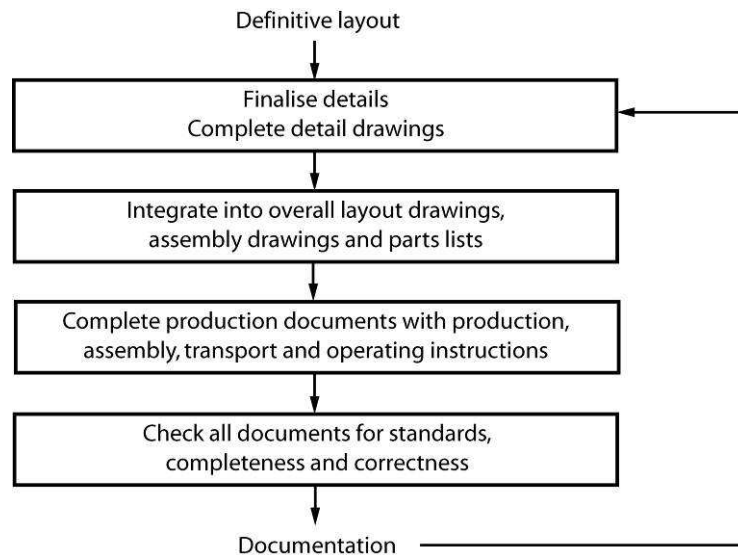 Definitive layout
Finalise details
Complete detail drawings
Integrate into overall layout drawings,
assembly drawings and parts lists
Complete production documents with production,
assembly, transport and operating instructions
Check all documents for standards,
completeness and correctness
Documentation